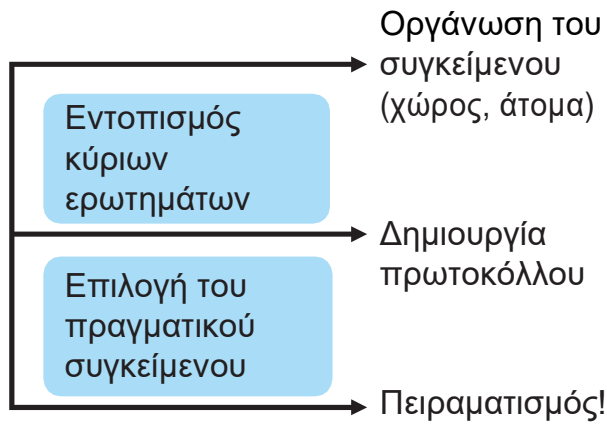 Οργάνωση του
συγκείμενου
(χώρος, άτομα)
Εντοπισμός
κύριων
ερωτημάτων
Δημιουργία
πρωτοκόλλου
Επιλογή του
πραγματικού
συγκείμενου
Πειραματισμός!